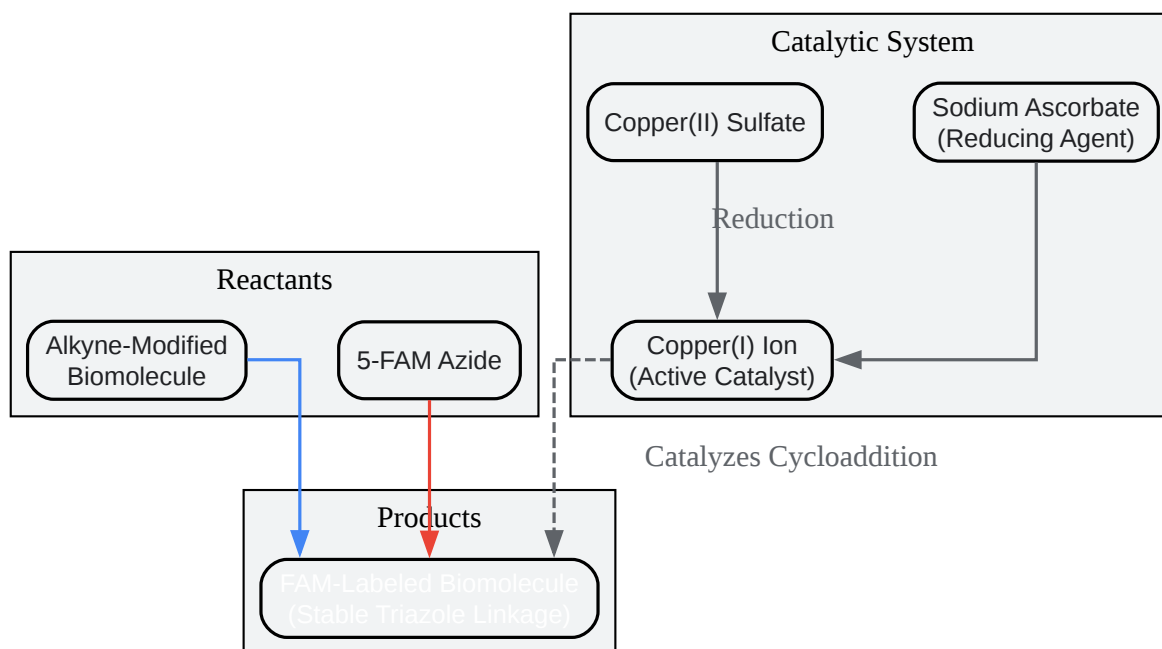 Catalytic System
Copper(II) Sulfate
Sodium Ascorbate
(Reducing Agent)
Reduction
Reactants
Alkyne-Modified
Biomolecule
5-FAM Azide
Copper(I) Ion
(Active Catalyst)
Catalyzes Cycloaddition
Products
FAM-Labeled Biomolecule
(Stable Triazole Linkage)